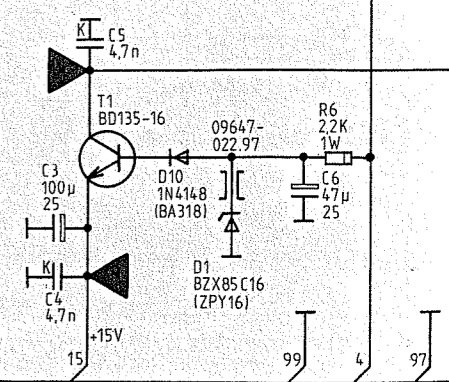 K
C5
4,7n
T1
BD135-16
09647-
022.97
R6
2,2K
1W
C3
100µ
25
D10
1N4148
(BA318)
C6
47µ
25
K
C4
4,7n
D1
BZX85C16
(ZPY16)
+15V
15
99
4
97